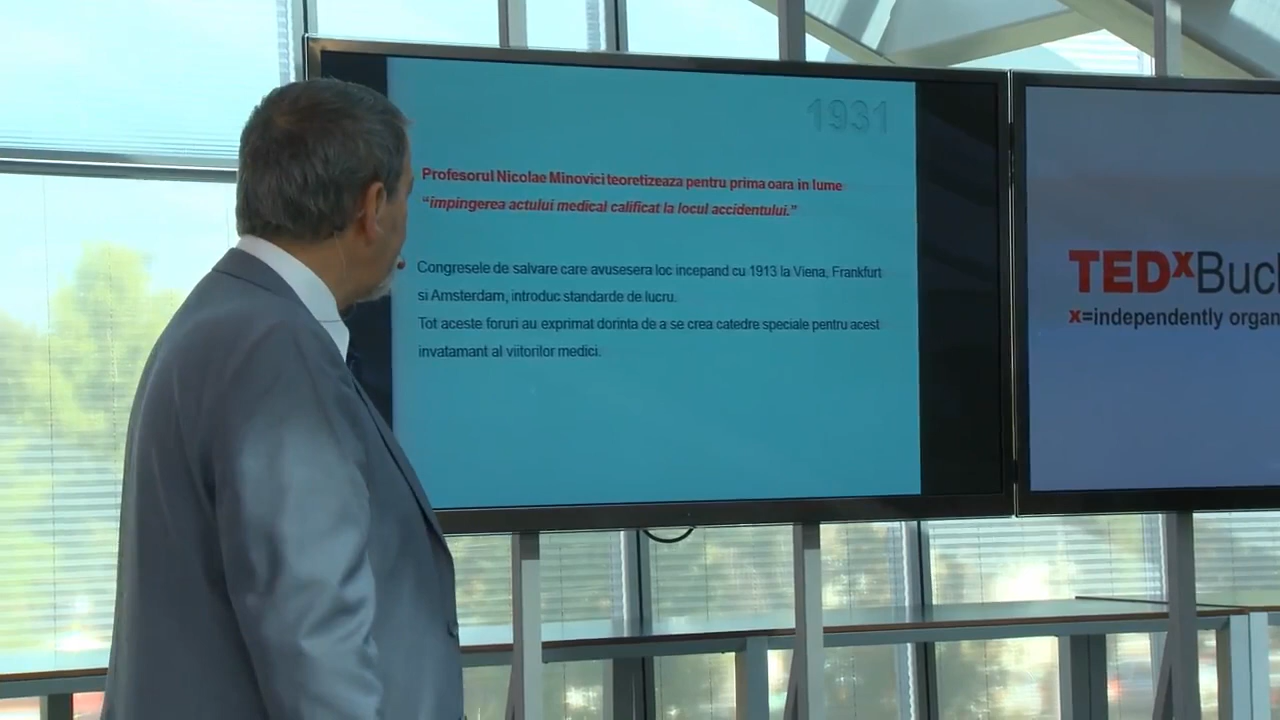 1931
Profesorul Nicolae Minovici teoretizeaza pentru prima oara in lume
“impingerea actului medical calificat la locul accidentului.”
Congresele de salvare care avusesera loc incepand cu 1913 la Viena, Frankfurt
si Amsterdam, introduc standarde de lucru.
Tot aceste foruri au exprimat dorinta de a se crea catedre speciale pentru acest
invatamant al viitorilor medici.
TEDxBuc
x=independently organ